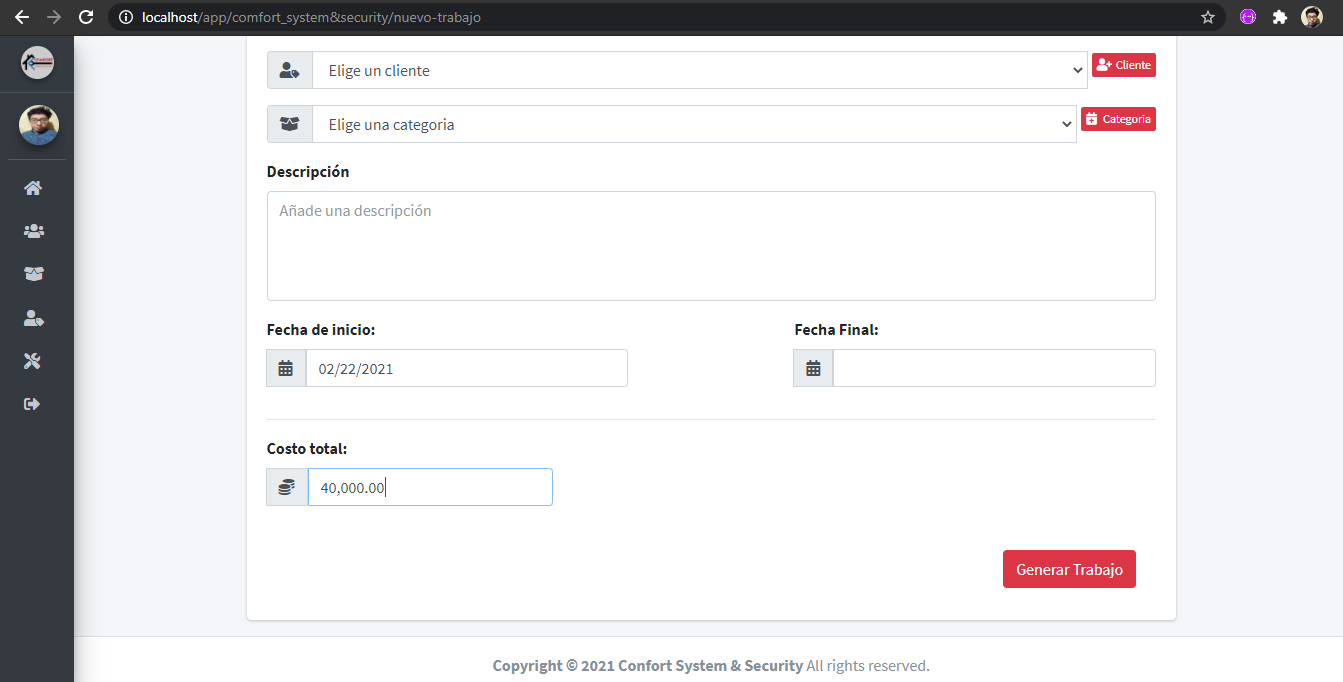 localhost/app/comfort_system&security/nuevo-trabajo
Elige un cliente
Cliente
Elige una categoria
Categoria
Descripción
Añade una descripción
Fecha de inicio:
Fecha Final:
02/22/2021
Costo total:
40,000.00
Generar Trabajo
Copyright © 2021 Confort System & Security All rights reserved.